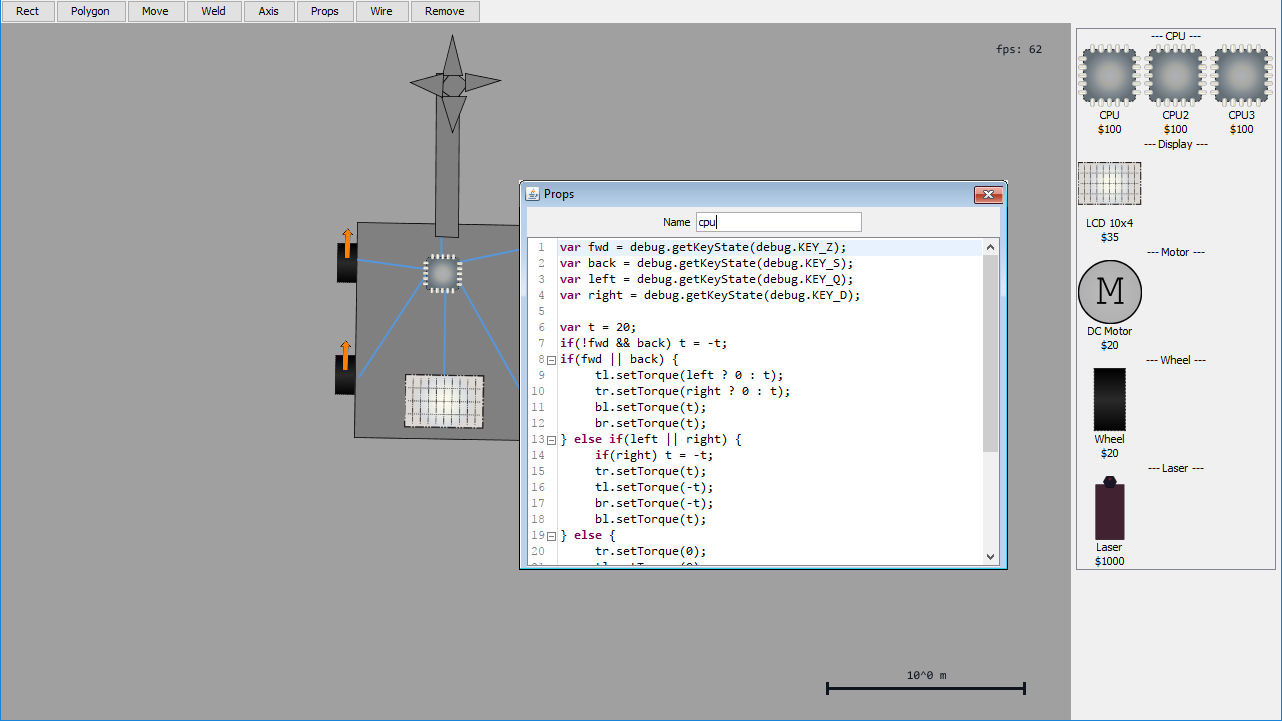 Rect Polygon Move Weld Axis Props Wire Remove
fps: 62
Props
Name cpu
1 var fwd = debug.getKeyState(debug.KEY_Z);
2 var back = debug.getKeyState(debug.KEY_S);
3 var left = debug.getKeyState(debug.KEY_Q);
4 var right = debug.getKeyState(debug.KEY_D);
5
6 var t = 20;
7 if(!fwd && back) t = -t;
8 if(fwd || back) {
9 tl.setTorque(left ? 0 : t);
10 tr.setTorque(right ? 0 : t);
11 bl.setTorque(t);
12 br.setTorque(t);
13 } else if(left || right) {
14 if(right) t = -t;
15 tr.setTorque(t);
16 tl.setTorque(-t);
17 br.setTorque(-t);
18 bl.setTorque(t);
19 } else {
20 tr.setTorque(0);
10^0 m
--- CPU ---
CPU CPU2 CPU3
$100 $100 $100
--- Display ---
LCD 10x4
$35
--- Motor ---
M
DC Motor
$20
--- Wheel ---
Wheel
$20
--- Laser ---
Laser
$1000